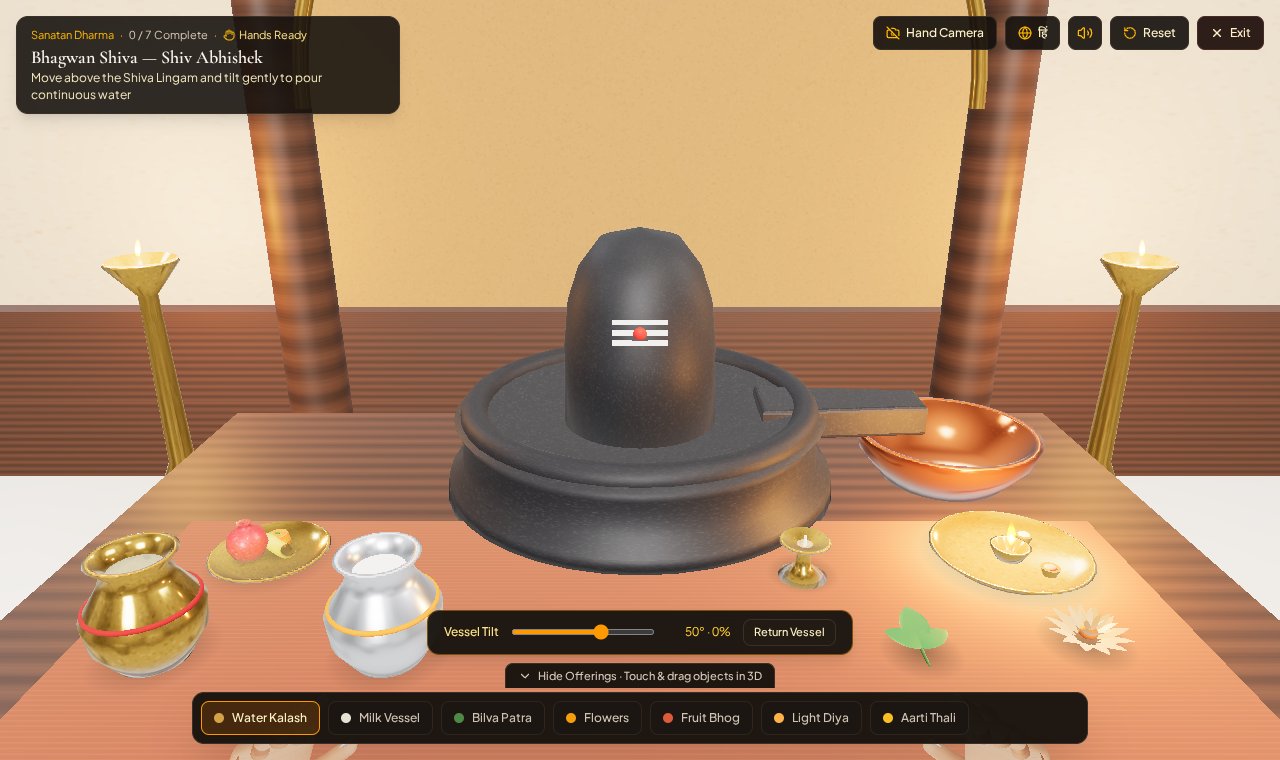 Sanatan Dharma · 0 / 7 Complete · Hands Ready
Bhagwan Shiva — Shiv Abhishek
Move above the Shiva Lingam and tilt gently to pour
continuous water
Hand Camera
हिं
Reset
Exit
Vessel Tilt
50° · 0%
Return Vessel
Hide Offerings · Touch & drag objects in 3D
Water Kalash
Milk Vessel
Bilva Patra
Flowers
Fruit Bhog
Light Diya
Aarti Thali